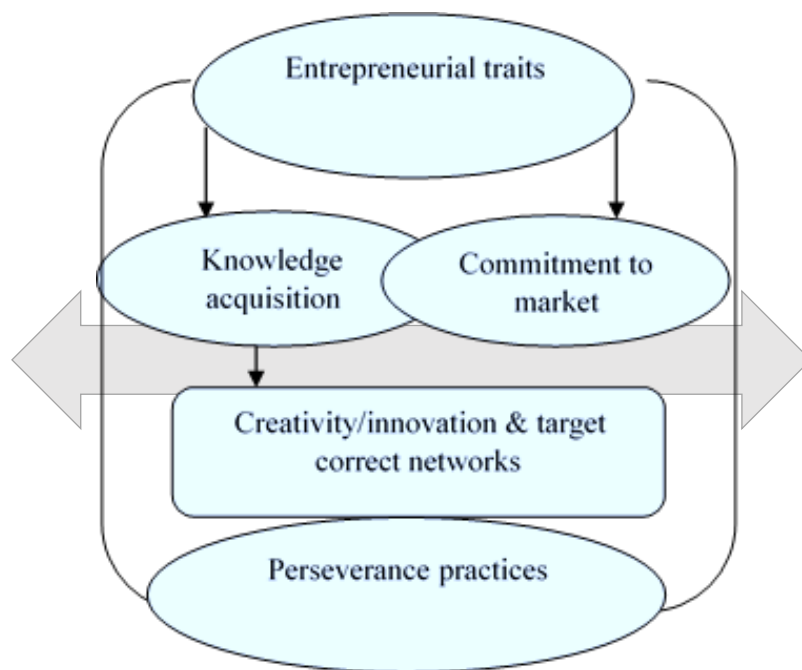 Entrepreneurial traits
Knowledge
acquisition
Commitment to
market
Creativity/innovation & target
correct networks
Perseverance practices